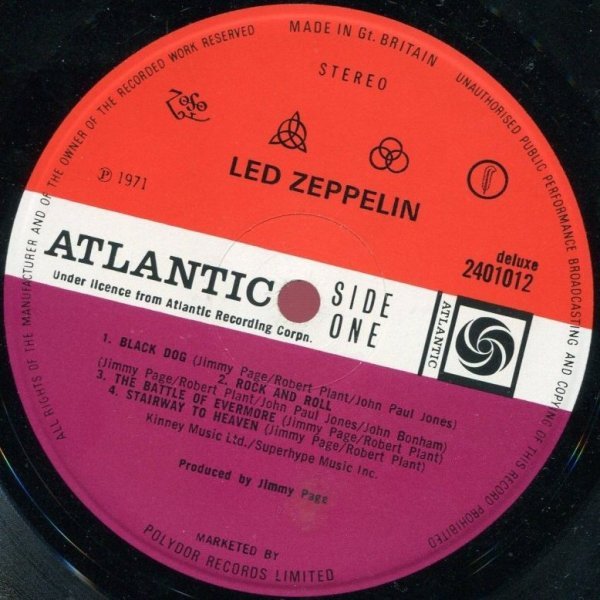 MADE IN Gt. BRITAIN
STEREO
LED ZEPPELIN
℗ 1971
deluxe
2401012
ATLANTIC
Under licence from Atlantic Recording Corpn.
SIDE
ONE
ATLANTIC
1. BLACK DOG (Jimmy Page/Robert Plant/John Paul Jones)
2. ROCK AND ROLL
(Jimmy Page/Robert Plant/John Paul Jones/John Bonham)
3. THE BATTLE OF EVERMORE (Jimmy Page/Robert Plant)
4. STAIRWAY TO HEAVEN (Jimmy Page/Robert Plant)
Kinney Music Ltd./Superhype Music Inc.
Produced by Jimmy Page
MARKETED BY
POLYDOR RECORDS LIMITED
ALL RIGHTS OF THE MANUFACTURER AND OF THE OWNER OF THE RECORDED WORK RESERVED
UNAUTHORISED PUBLIC PERFORMANCE BROADCASTING AND COPYING OF THIS RECORD PROHIBITED